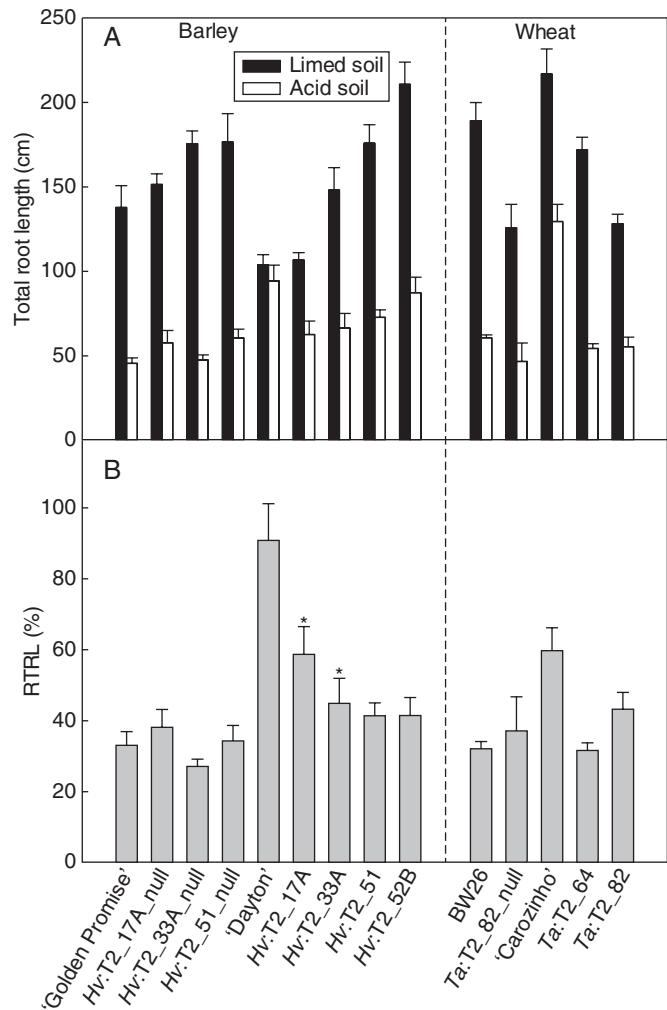 A
Barley
Wheat
Limed soil
Acid soil
Total root length (cm)
250
200
150
100
50
0
B
RTRL (%)
100
80
60
40
20
0
*
*
‘Golden Promise’
Hv:T2_17A_null
Hv:T2_33A_null
Hv:T2_51_null
‘Dayton’
Hv:T2_17A
Hv:T2_33A
Hv:T2_51
Hv:T2_52B
BW26
Ta:T2_82_null
‘Carozinho’
Ta:T2_64
Ta:T2_82